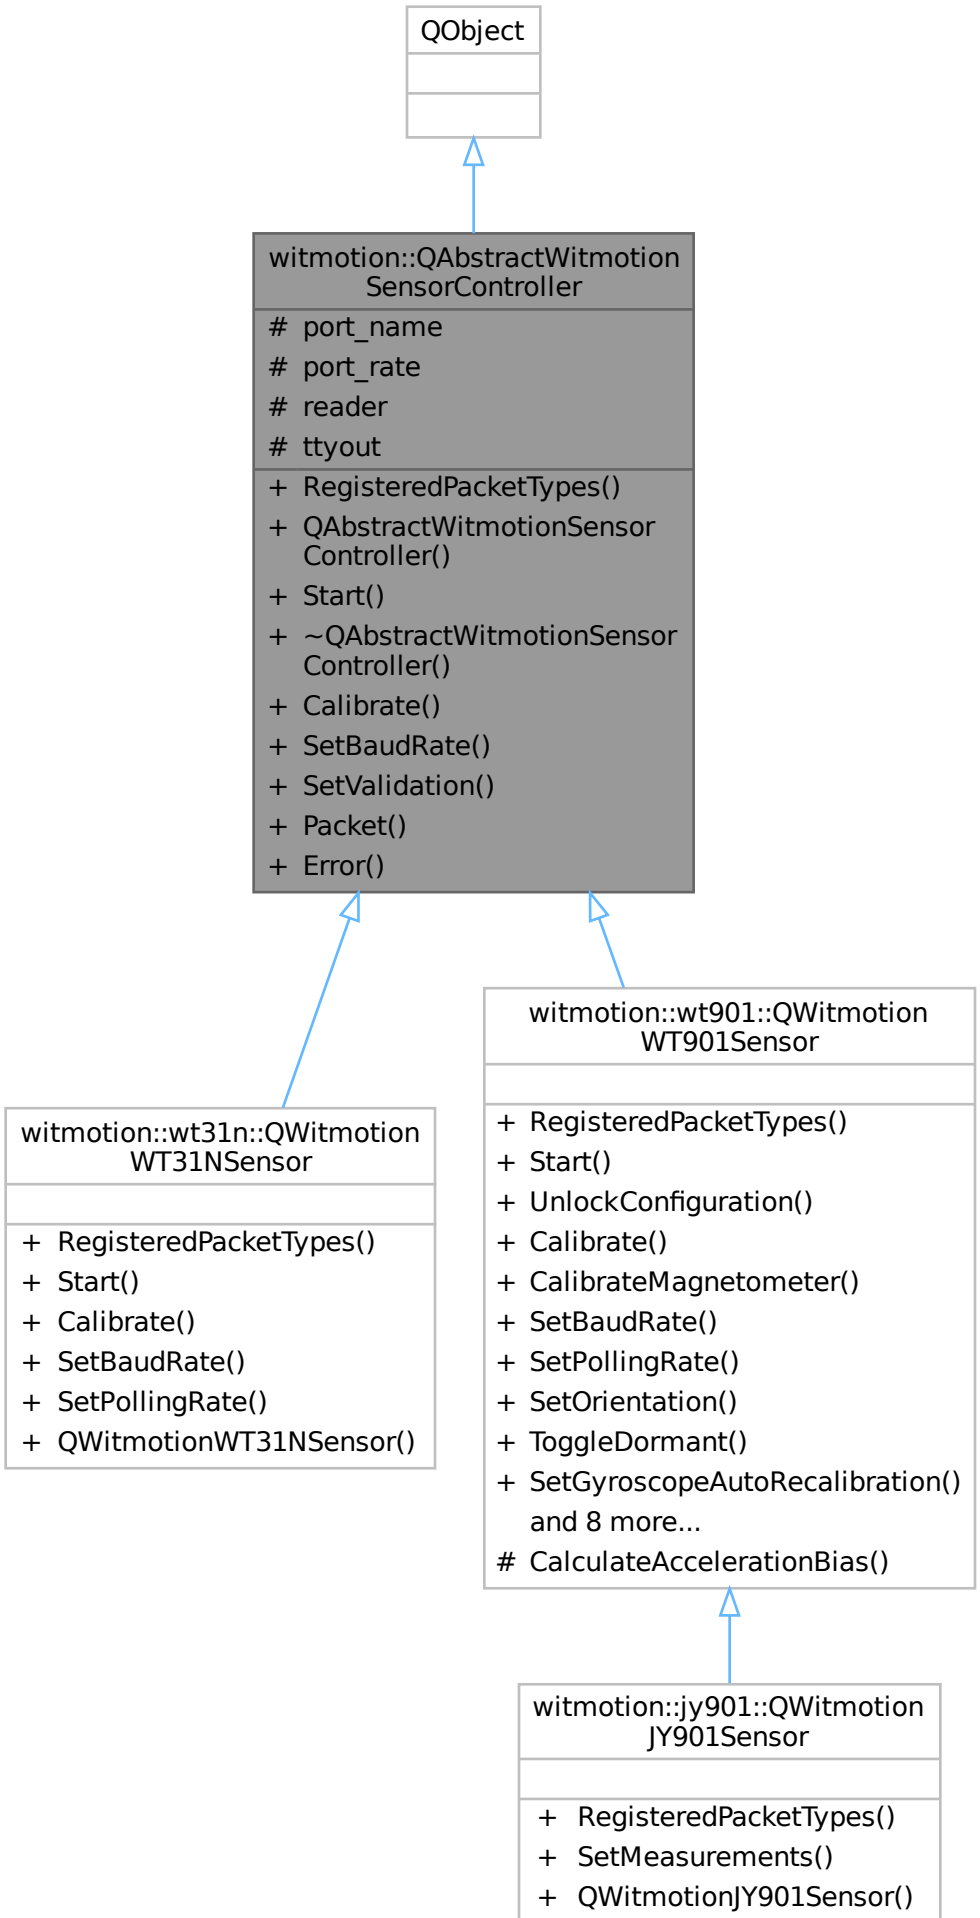 QObject
witmotion::QAbstractWitmotion
SensorController
# port_name
# port_rate
# reader
# ttyout
+ RegisteredPacketTypes()
+ QAbstractWitmotionSensor
Controller()
+ Start()
+ ~QAbstractWitmotionSensor
Controller()
+ Calibrate()
+ SetBaudRate()
+ SetValidation()
+ Packet()
+ Error()
witmotion::wt31n::QWitmotion
WT31NSensor
+ RegisteredPacketTypes()
+ Start()
+ Calibrate()
+ SetBaudRate()
+ SetPollingRate()
+ QWitmotionWT31NSensor()
witmotion::wt901::QWitmotion
WT901Sensor
+ RegisteredPacketTypes()
+ Start()
+ UnlockConfiguration()
+ Calibrate()
+ CalibrateMagnetometer()
+ SetBaudRate()
+ SetPollingRate()
+ SetOrientation()
+ ToggleDormant()
+ SetGyroscopeAutoRecalibration()
and 8 more...
# CalculateAccelerationBias()
witmotion::jy901::QWitmotion
JY901Sensor
+ RegisteredPacketTypes()
+ SetMeasurements()
+ QWitmotionJY901Sensor()